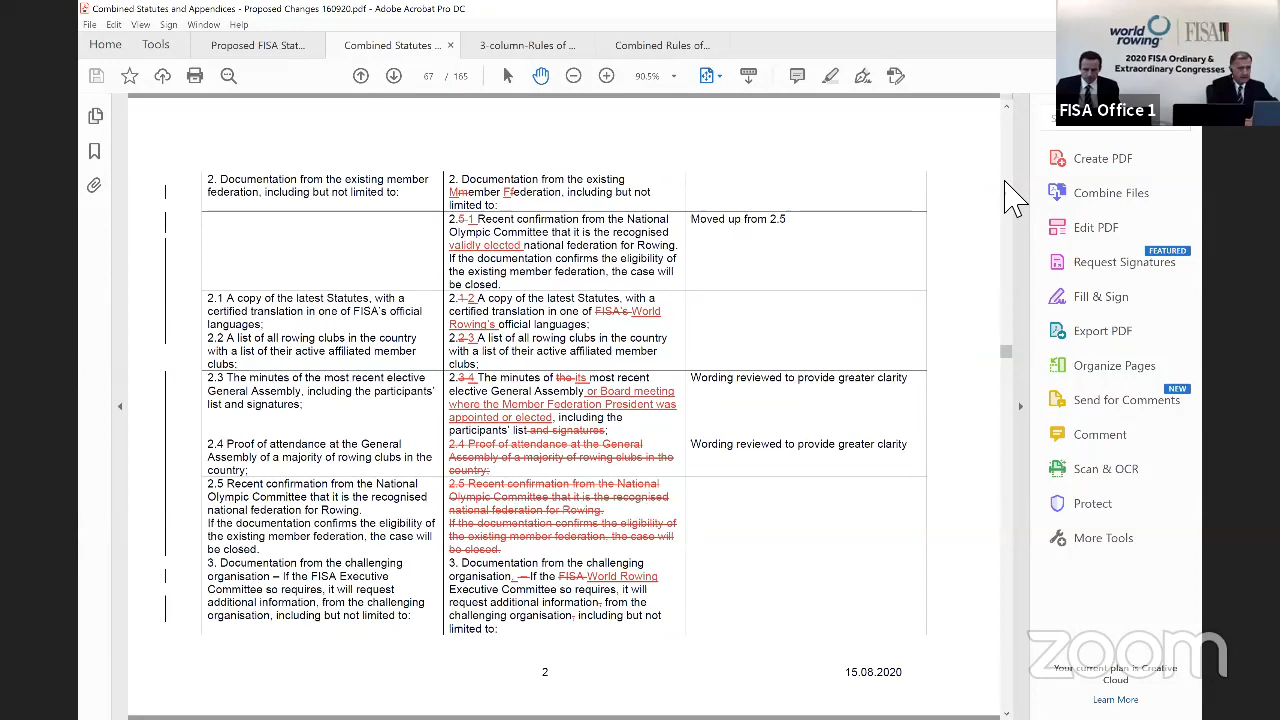 Combined Statutes and Appendices - Proposed Changes 160920.pdf - Adobe Acrobat Pro DC
File Edit View Sign Window Help
Home Tools Proposed FISA Stat... Combined Statutes ... × 3-column-Rules of ... Combined Rules of...
67 / 165 90.5%
world rowing FISA
2020 FISA Ordinary &
Extraordinary Congresses
FISA Office 1
2. Documentation from the existing member
federation, including but not limited to:
2. Documentation from the existing
Mmember Ffederation, including but not
limited to:
2.5 1 Recent confirmation from the National
Olympic Committee that it is the recognised
validly elected national federation for Rowing.
If the documentation confirms the eligibility of
the existing member federation, the case will
be closed.
Moved up from 2.5
2.1 A copy of the latest Statutes, with a
certified translation in one of FISA's official
languages;
2.2 A list of all rowing clubs in the country
with a list of their active affiliated member
clubs;
2.1 2 A copy of the latest Statutes, with a
certified translation in one of FISA's World
Rowing's official languages;
2.2 3 A list of all rowing clubs in the country
with a list of their active affiliated member
clubs;
2.3 The minutes of the most recent elective
General Assembly, including the participants'
list and signatures;
2.4 Proof of attendance at the General
Assembly of a majority of rowing clubs in the
country;
2.3 4 The minutes of the its most recent
elective General Assembly or Board meeting
where the Member Federation President was
appointed or elected, including the
participants' list and signatures;
2.4 Proof of attendance at the General
Assembly of a majority of rowing clubs in the
country;
Wording reviewed to provide greater clarity
Wording reviewed to provide greater clarity
2.5 Recent confirmation from the National
Olympic Committee that it is the recognised
national federation for Rowing.
If the documentation confirms the eligibility of
the existing member federation, the case will
be closed.
3. Documentation from the challenging
organisation – If the FISA Executive
Committee so requires, it will request
additional information, from the challenging
organisation, including but not limited to:
2.5 Recent confirmation from the National
Olympic Committee that it is the recognised
national federation for Rowing.
If the documentation confirms the eligibility of
the existing member federation, the case will
be closed.
3. Documentation from the challenging
organisation. – If the FISA World Rowing
Executive Committee so requires, it will
request additional information, from the
challenging organisation, including but not
limited to:
2
15.08.2020
Create PDF
Combine Files
Edit PDF
FEATURED
Request Signatures
Fill & Sign
Export PDF
Organize Pages
NEW
Send for Comments
Comment
Scan & OCR
Protect
More Tools
zoom
Your current plan is Creative
Cloud
Learn More